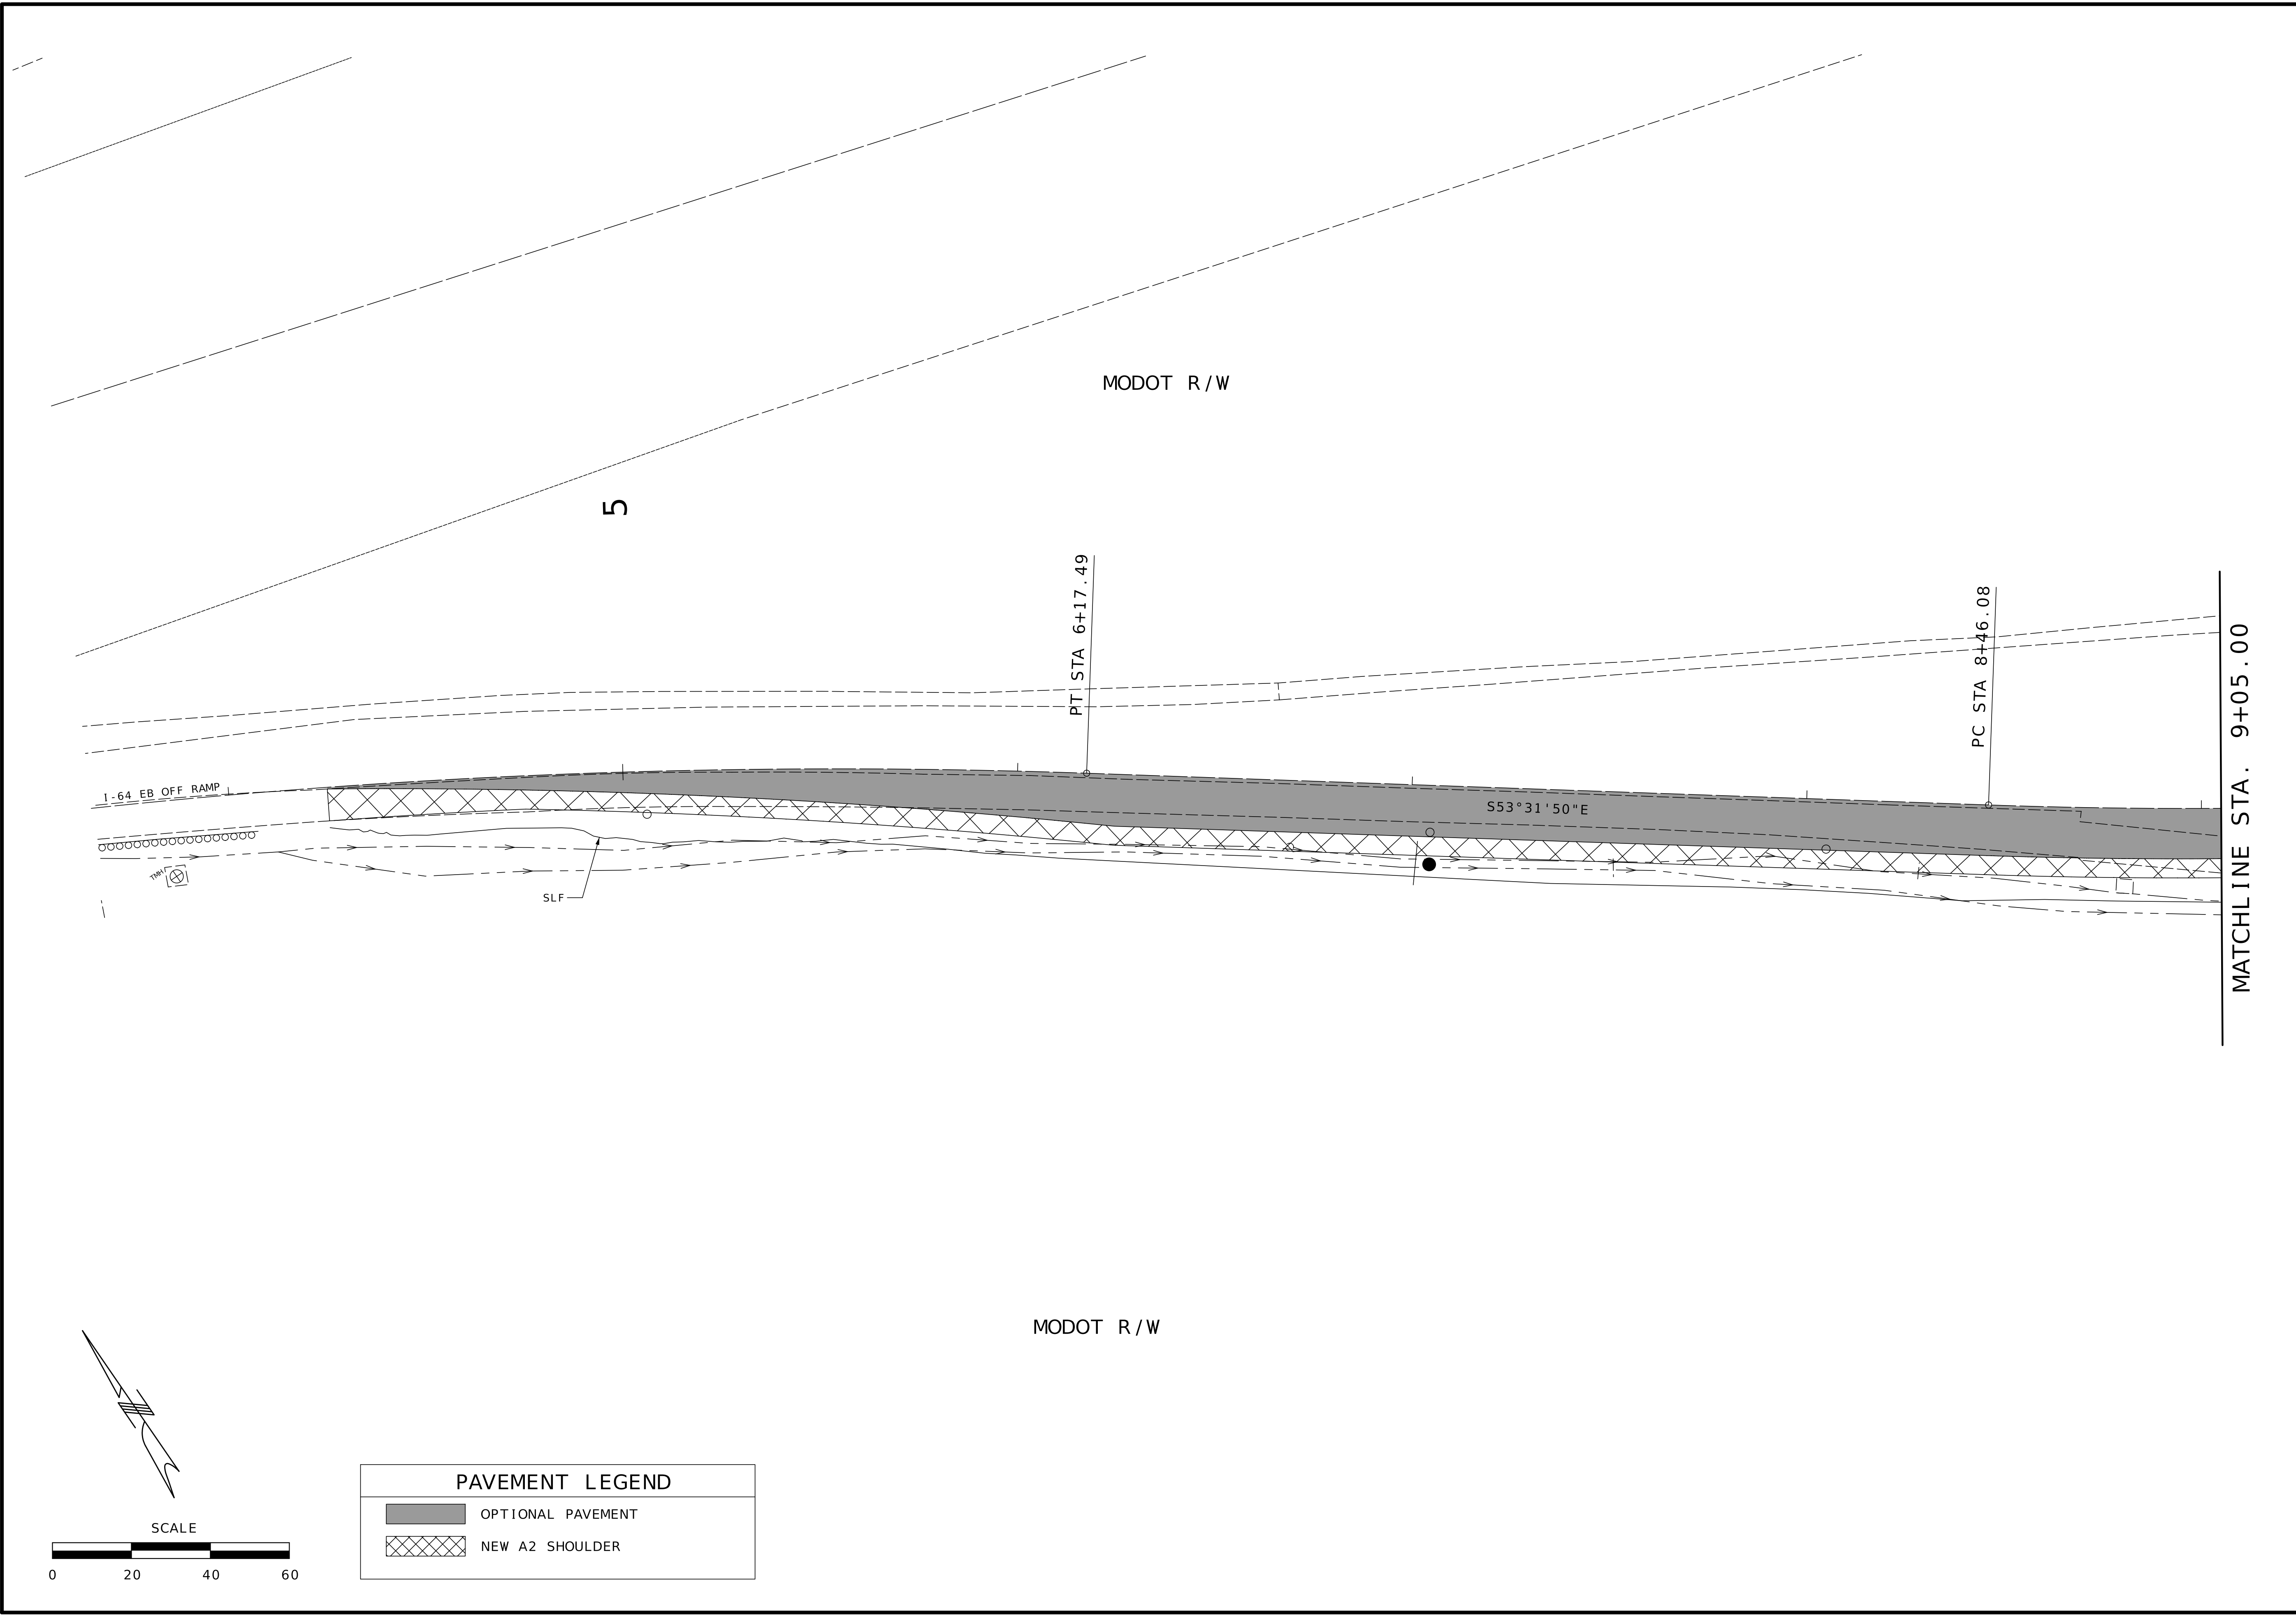 MODOT R/W
5
PT STA 6+17.49
PC STA 8+46.08
MATCHLINE STA. 9+05.00
I-64 EB OFF RAMP
S53°31'50"E
TMH
SLF
MODOT R/W
PAVEMENT LEGEND
OPTIONAL PAVEMENT
NEW A2 SHOULDER
SCALE
0 20 40 60